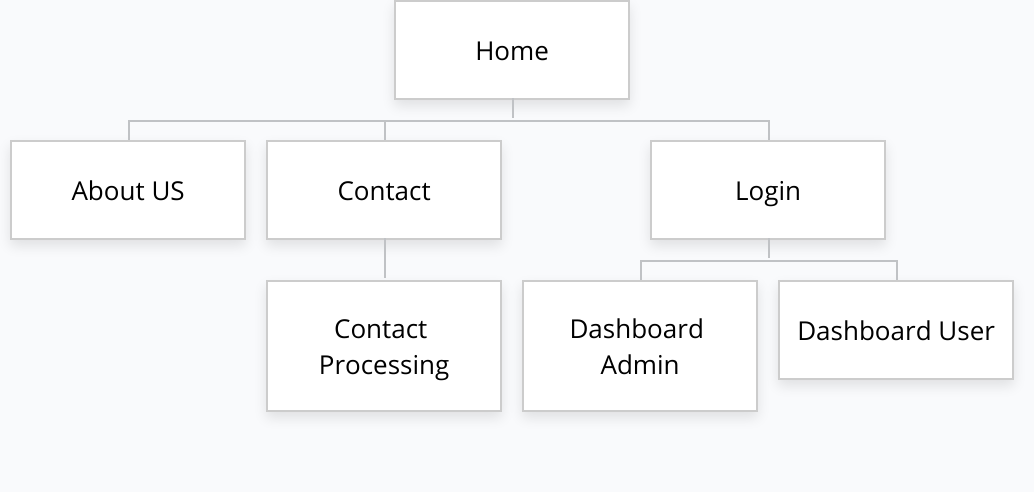 Home
About US
Contact
Login
Contact
Processing
Dashboard
Admin
Dashboard User